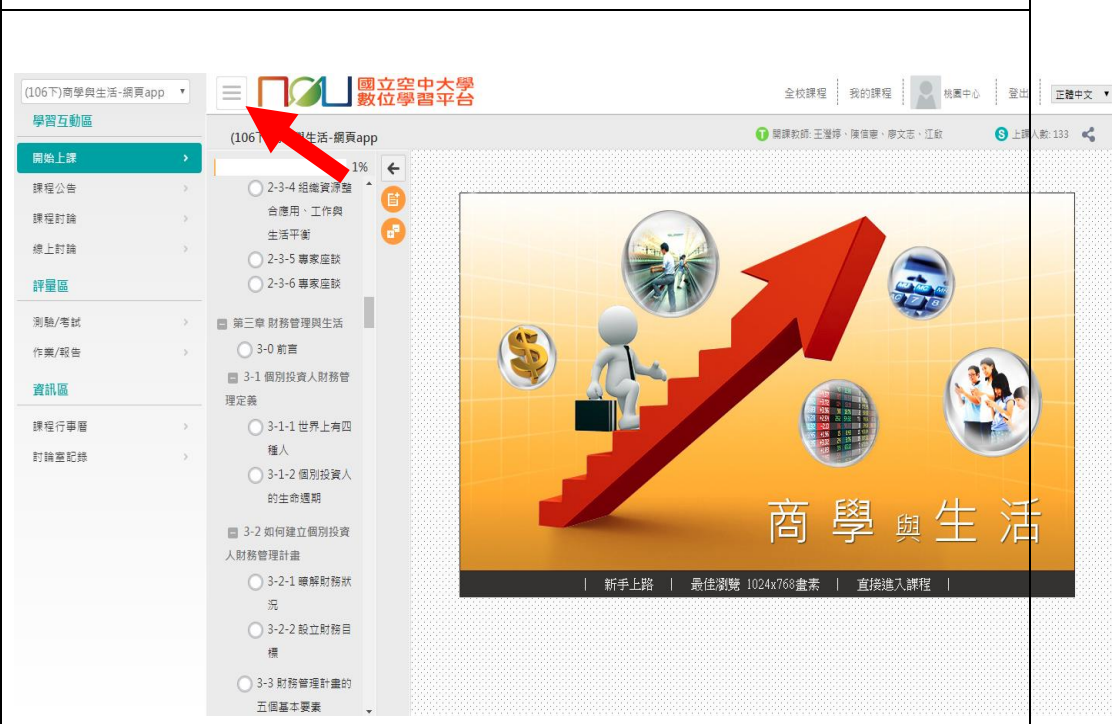 (106下)商學與生活-網頁app
學習互動區
開始上課
課程公告
課程討論
線上討論
評量區
測驗/考試
作業/報告
資訊區
課程行事曆
討論室記錄
國立空中大學
數位學習平台
全校課程
我的課程
桃園中心
登出
正體中文
(106下)商學與生活-網頁app
開課教師: 王瀅婷、陳信憲、廖文志、江啟
上課人數: 133
1%
2-3-4 組織資源整
合應用、工作與
生活平衡
2-3-5 專家座談
2-3-6 專家座談
第三章 財務管理與生活
3-0 前言
3-1 個別投資人財務管
理定義
3-1-1 世界上有四
種人
3-1-2 個別投資人
的生命週期
3-2 如何建立個別投資
人財務管理計畫
3-2-1 瞭解財務狀
況
3-2-2 設立財務目
標
3-3 財務管理計畫的
五個基本要素
商學與生活
| 新手上路 | 最佳瀏覽 1024x768畫素 | 直接進入課程 |